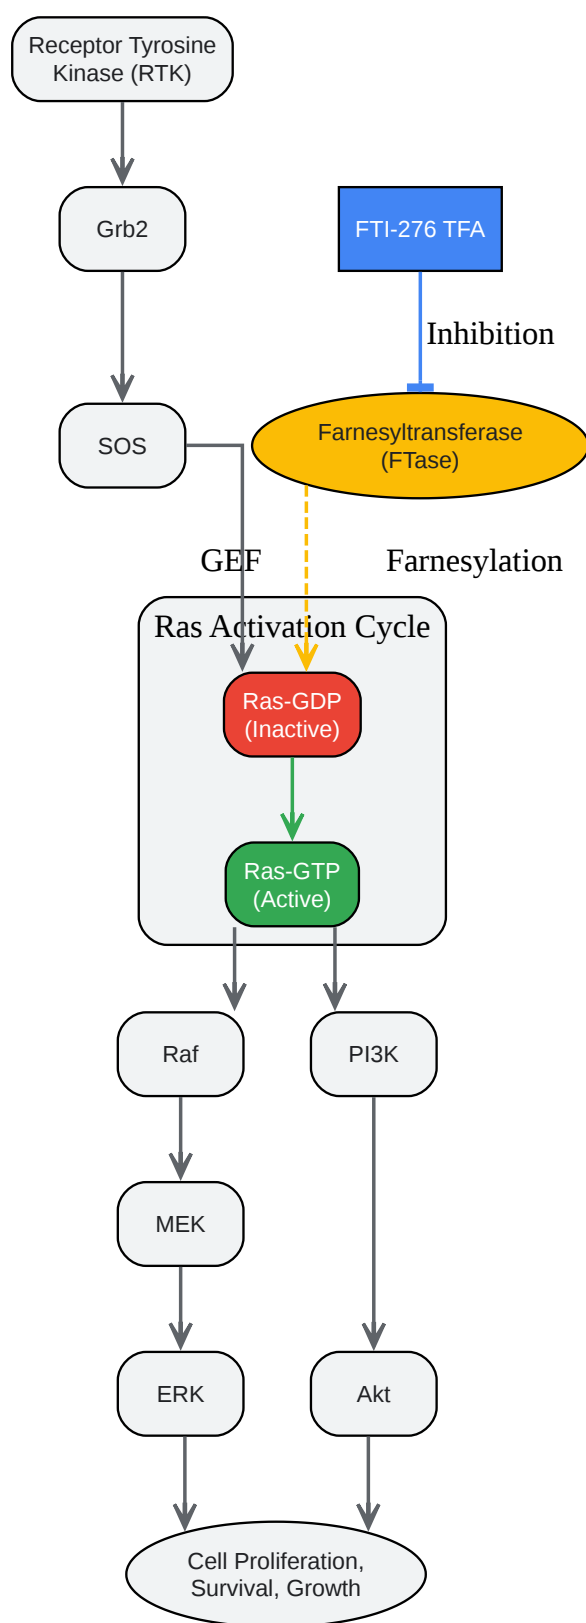 Receptor Tyrosine
Kinase (RTK)
Grb2
FTI-276 TFA
Inhibition
SOS
Farnesyltransferase
(FTase)
GEF
Farnesylation
Ras Activation Cycle
Ras-GDP
(Inactive)
Ras-GTP
(Active)
Raf
PI3K
MEK
ERK
Akt
Cell Proliferation,
Survival, Growth